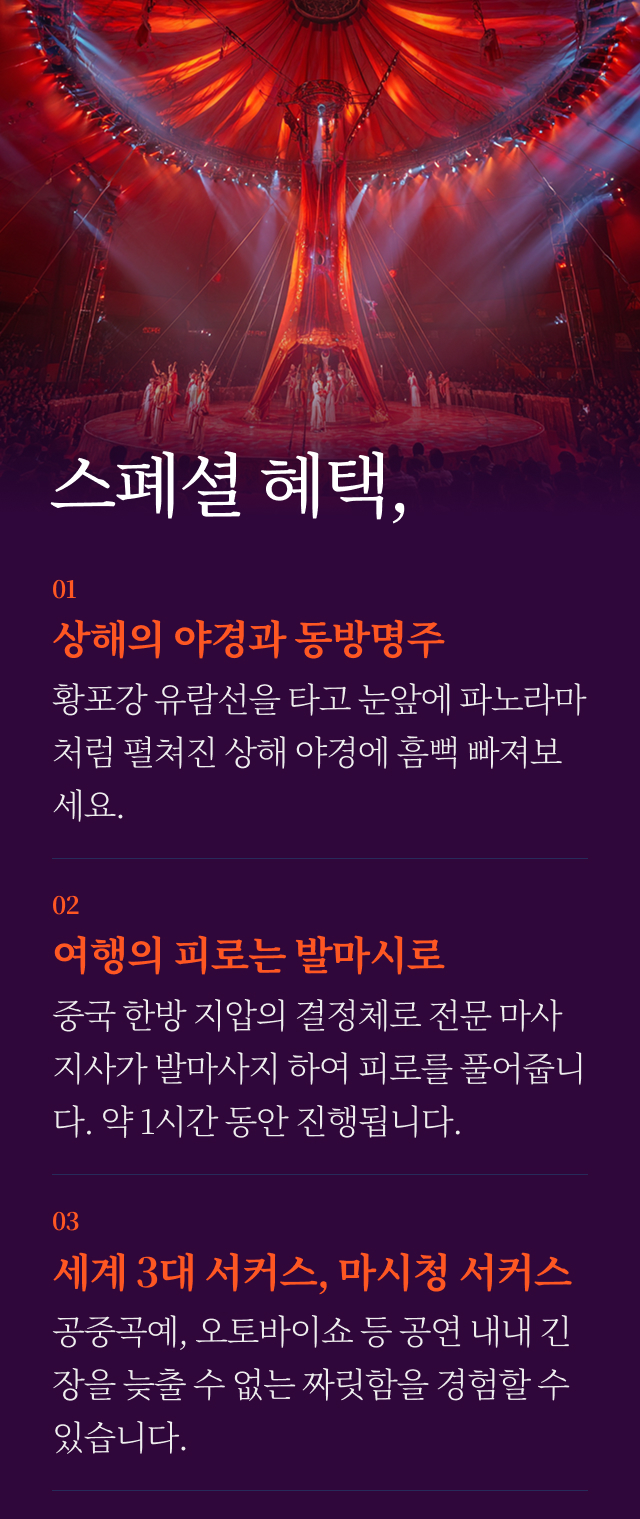 스페셜 혜택,
01
상해의 야경과 동방명주
황포강 유람선을 타고 눈앞에 파노라마
처럼 펼쳐진 상해 야경에 흠뻑 빠져보
세요.
02
여행의 피로는 발마시로
중국 한방 지압의 결정체로 전문 마사
지사가 발마사지 하여 피로를 풀어줍니
다. 약 1시간 동안 진행됩니다.
03
세계 3대 서커스, 마시청 서커스
공중곡예, 오토바이쇼 등 공연 내내 긴
장을 늦출 수 없는 짜릿함을 경험할 수
있습니다.